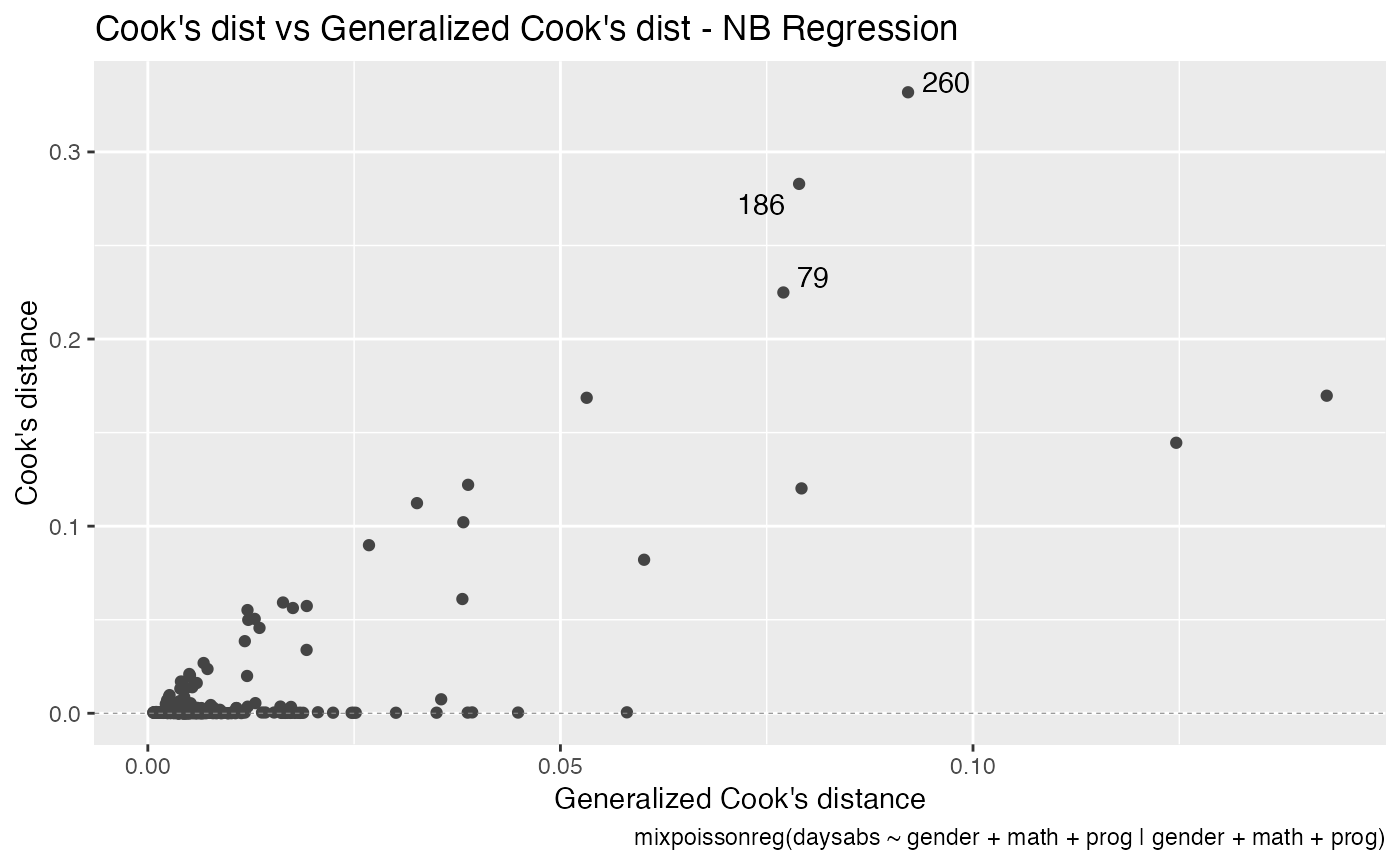 Cook's dist vs Generalized Cook's dist - NB Regression
260
0.3
186
79
0.2
Cook's distance
0.1
0.0
0.00 0.05 0.10
Generalized Cook's distance
mixpoissonreg(daysabs ~ gender + math + prog | gender + math + prog)